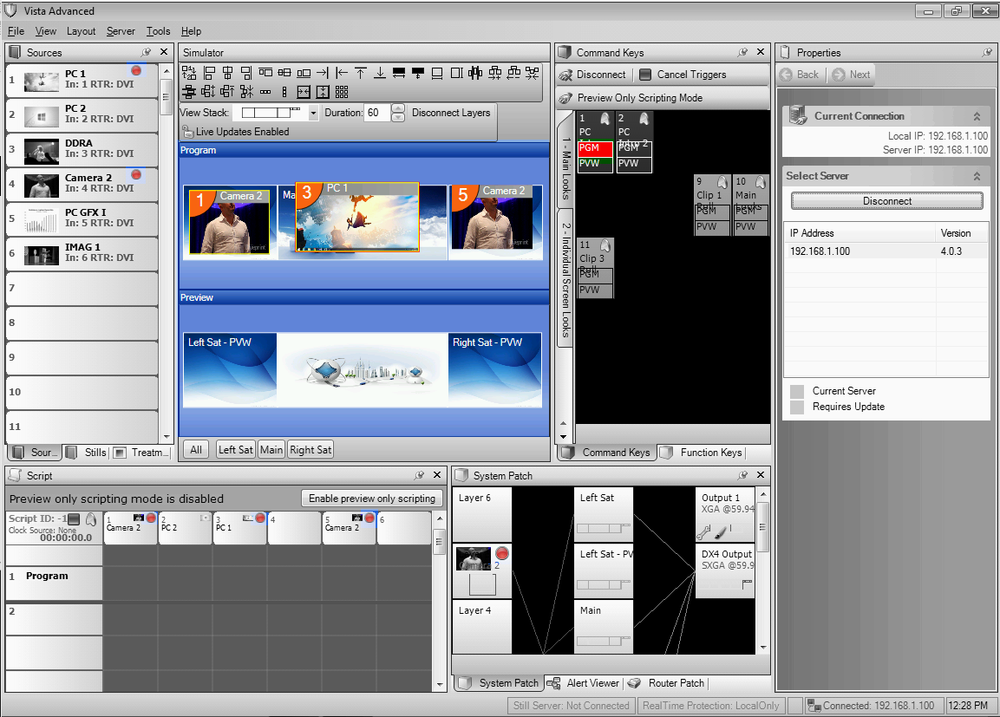 Vista Advanced
File View Layout Server Tools Help
Sources
1 PC 1
In: 1 RTR: DVI
2 PC 2
In: 2 RTR: DVI
3 DDRA
In: 3 RTR: DVI
4 Camera 2
In: 4 RTR: DVI
5 PC GFX I
In: 5 RTR: DVI
6 IMAG 1
In: 6 RTR: DVI
7
8
9
10
11
Sour... Stills Treatm...
Simulator
View Stack: Duration: 60 Disconnect Layers
Live Updates Enabled
Program
1 Camera 2
Ma
3 PC 1
5 Camera 2
Preview
Left Sat - PVW
Right Sat - PVW
All Left Sat Main Right Sat
Command Keys
Disconnect Cancel Triggers
Preview Only Scripting Mode
1 - Main Looks
2 - Individual Screen Looks
1
PC
PGM
PVW
2
PC
Intro 2
PGM
PVW
9
Clip 1
Roll
PGM
PVW
10
Main
Looks
PGM
PVW
11
Clip 3
Roll
PGM
PVW
Command Keys Function Keys
Properties
Back Next
Current Connection
Local IP: 192.168.1.100
Server IP: 192.168.1.100
Select Server
Disconnect
IP Address Version
192.168.1.100 4.0.3
Current Server
Requires Update
Script
Preview only scripting mode is disabled
Enable preview only scripting
Script ID: -1
Clock Source: None
00:00:00.0
1
Camera 2
2
PC 2
3
PC 1
4
5
Camera 2
6
1 Program
2
System Patch
Layer 6
Camera 2
Layer 4
Left Sat
Left Sat - PV
Main
Output 1
XGA @59.94
DX4 Output
SXGA @59.9
System Patch Alert Viewer Router Patch
Still Server: Not Connected RealTime Protection: LocalOnly Connected: 192.168.1.100 12:28 PM